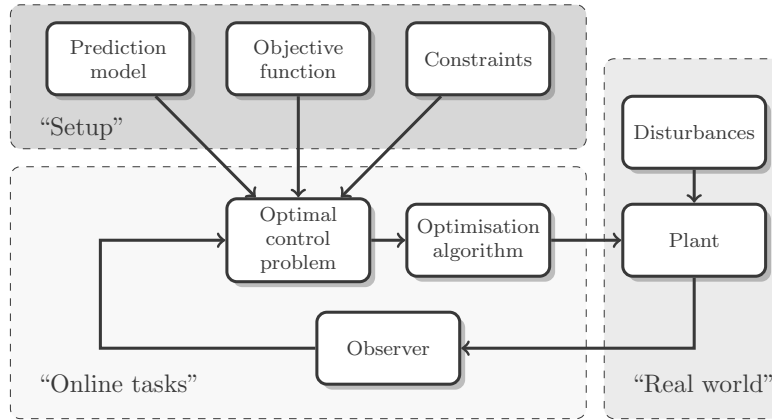 Prediction
model
Objective
function
Constraints
“Setup”
Disturbances
Optimal
control
problem
Optimisation
algorithm
Plant
Observer
“Online tasks”
“Real world”